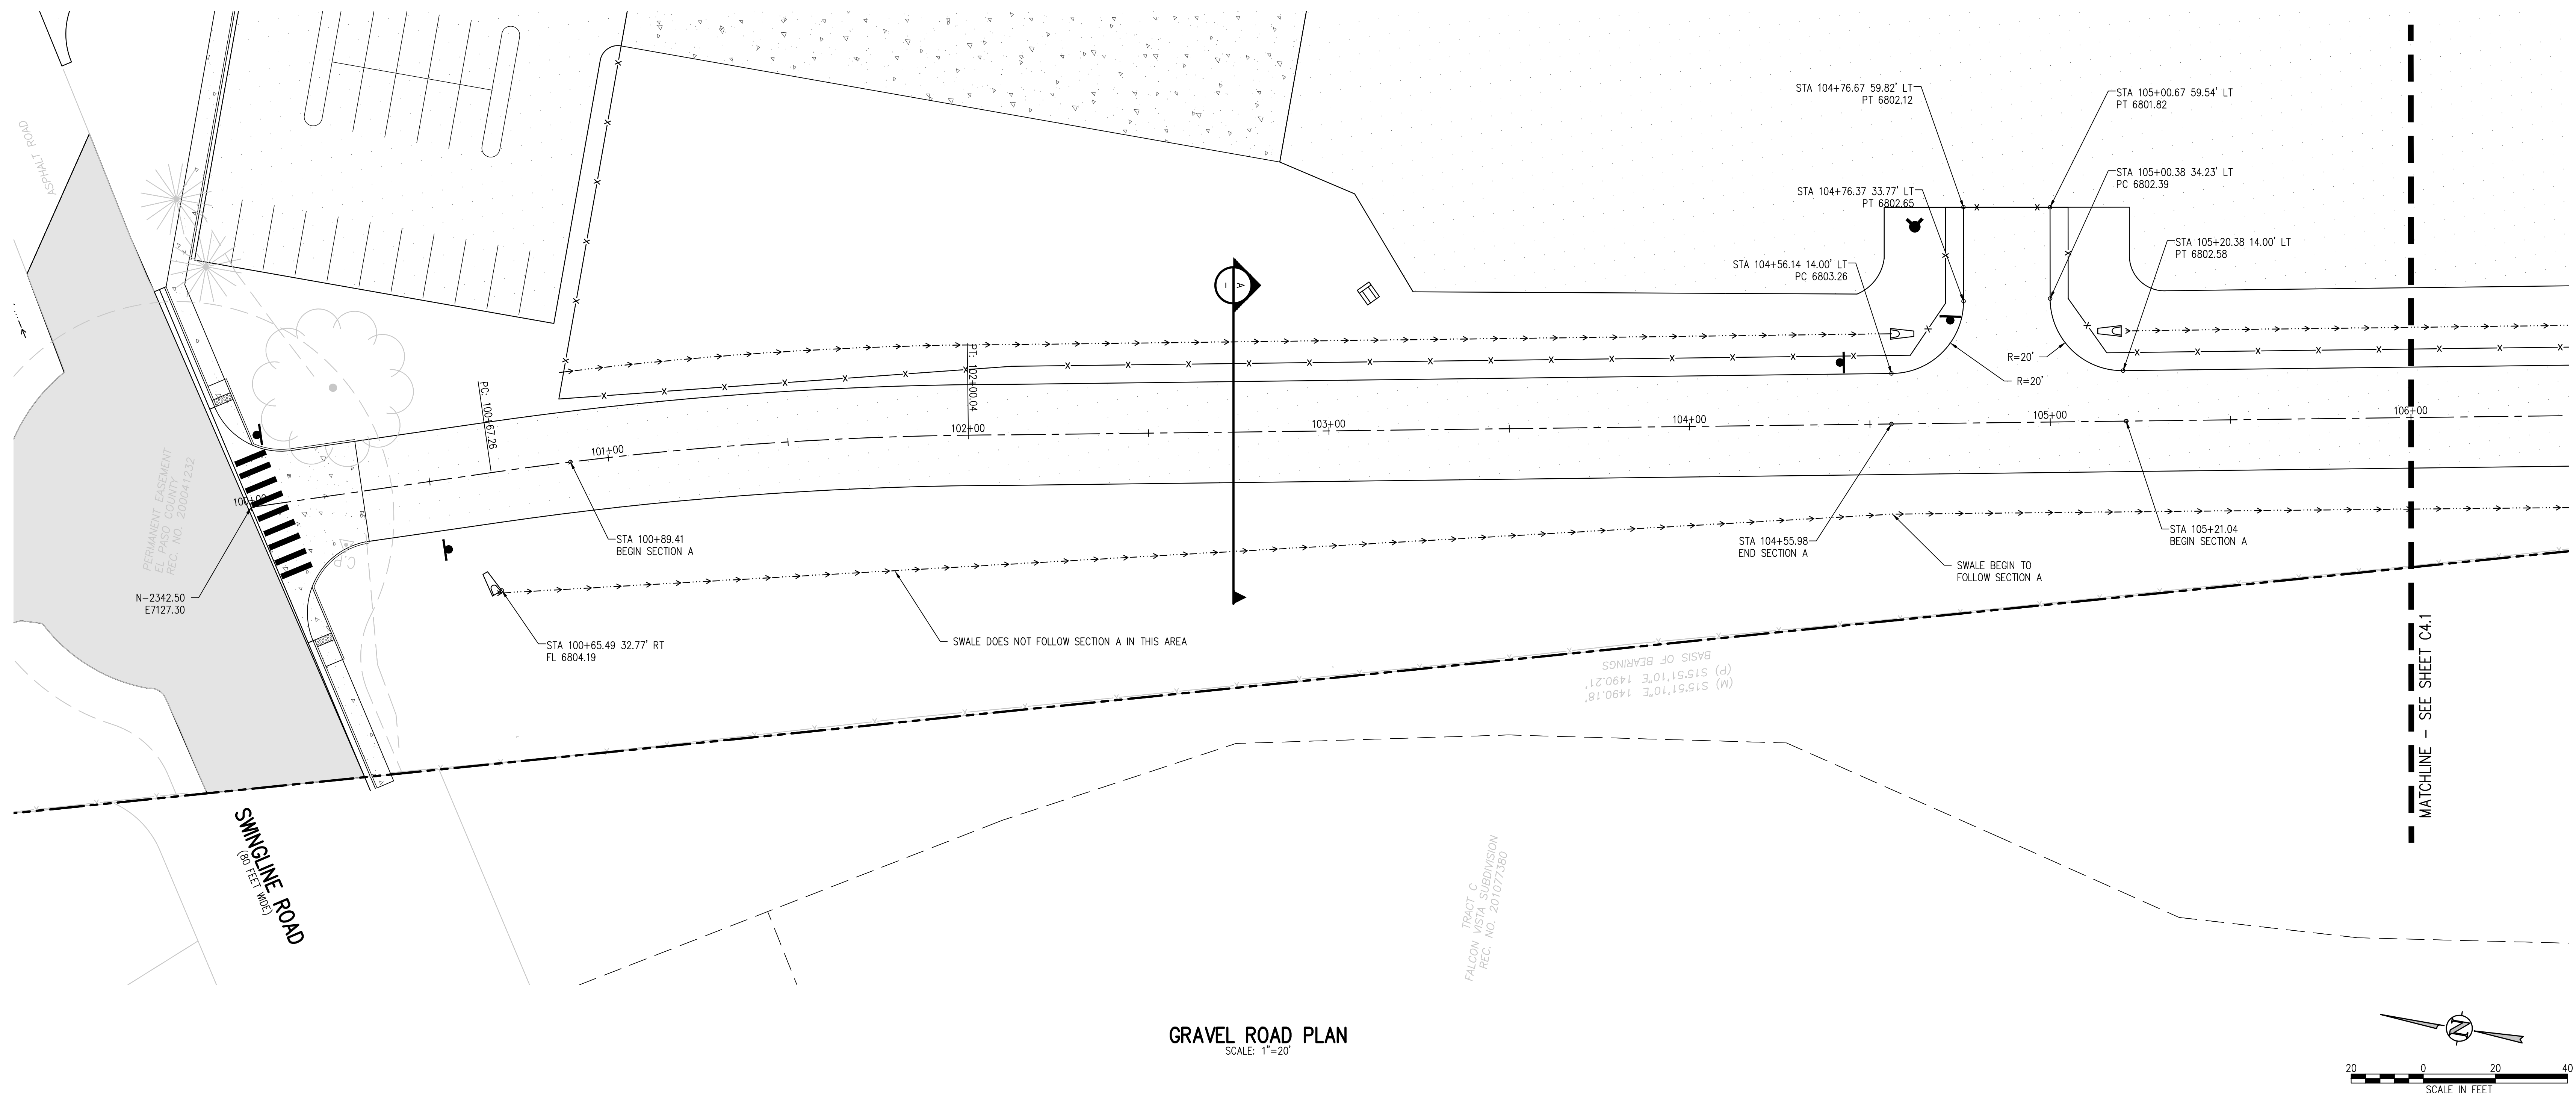 ASPHALT ROAD
PERMANENT EASEMENT
EL PASO COUNTY
REC. NO. 200041232
100+00
N-2342.50
E7127.30
SWINGLINE ROAD
(80 FEET WIDE)
PC: 100+67.26
101+00
STA 100+89.41
BEGIN SECTION A
STA 100+65.49 32.77' RT
FL 6804.19
SWALE DOES NOT FOLLOW SECTION A IN THIS AREA
PT: 102+00.04
102+00
A
–
103+00
104+00
STA 104+76.67 59.82' LT
PT 6802.12
STA 104+76.37 33.77' LT
PT 6802.65
STA 104+56.14 14.00' LT
PC 6803.26
STA 105+00.67 59.54' LT
PT 6801.82
STA 105+00.38 34.23' LT
PC 6802.39
STA 105+20.38 14.00' LT
PT 6802.58
R=20'
R=20'
105+00
106+00
STA 104+55.98
END SECTION A
SWALE BEGIN TO
FOLLOW SECTION A
STA 105+21.04
BEGIN SECTION A
(M) S15°51'10"E 1490.18'
(P) S15°51'10"E 1490.21'
BASIS OF BEARINGS
MATCHLINE – SEE SHEET C4.1
TRACT C
FALCON VISTA SUBDIVISION
REC. NO. 201077380
GRAVEL ROAD PLAN
SCALE: 1"=20'
N
20 0 20 40
SCALE IN FEET